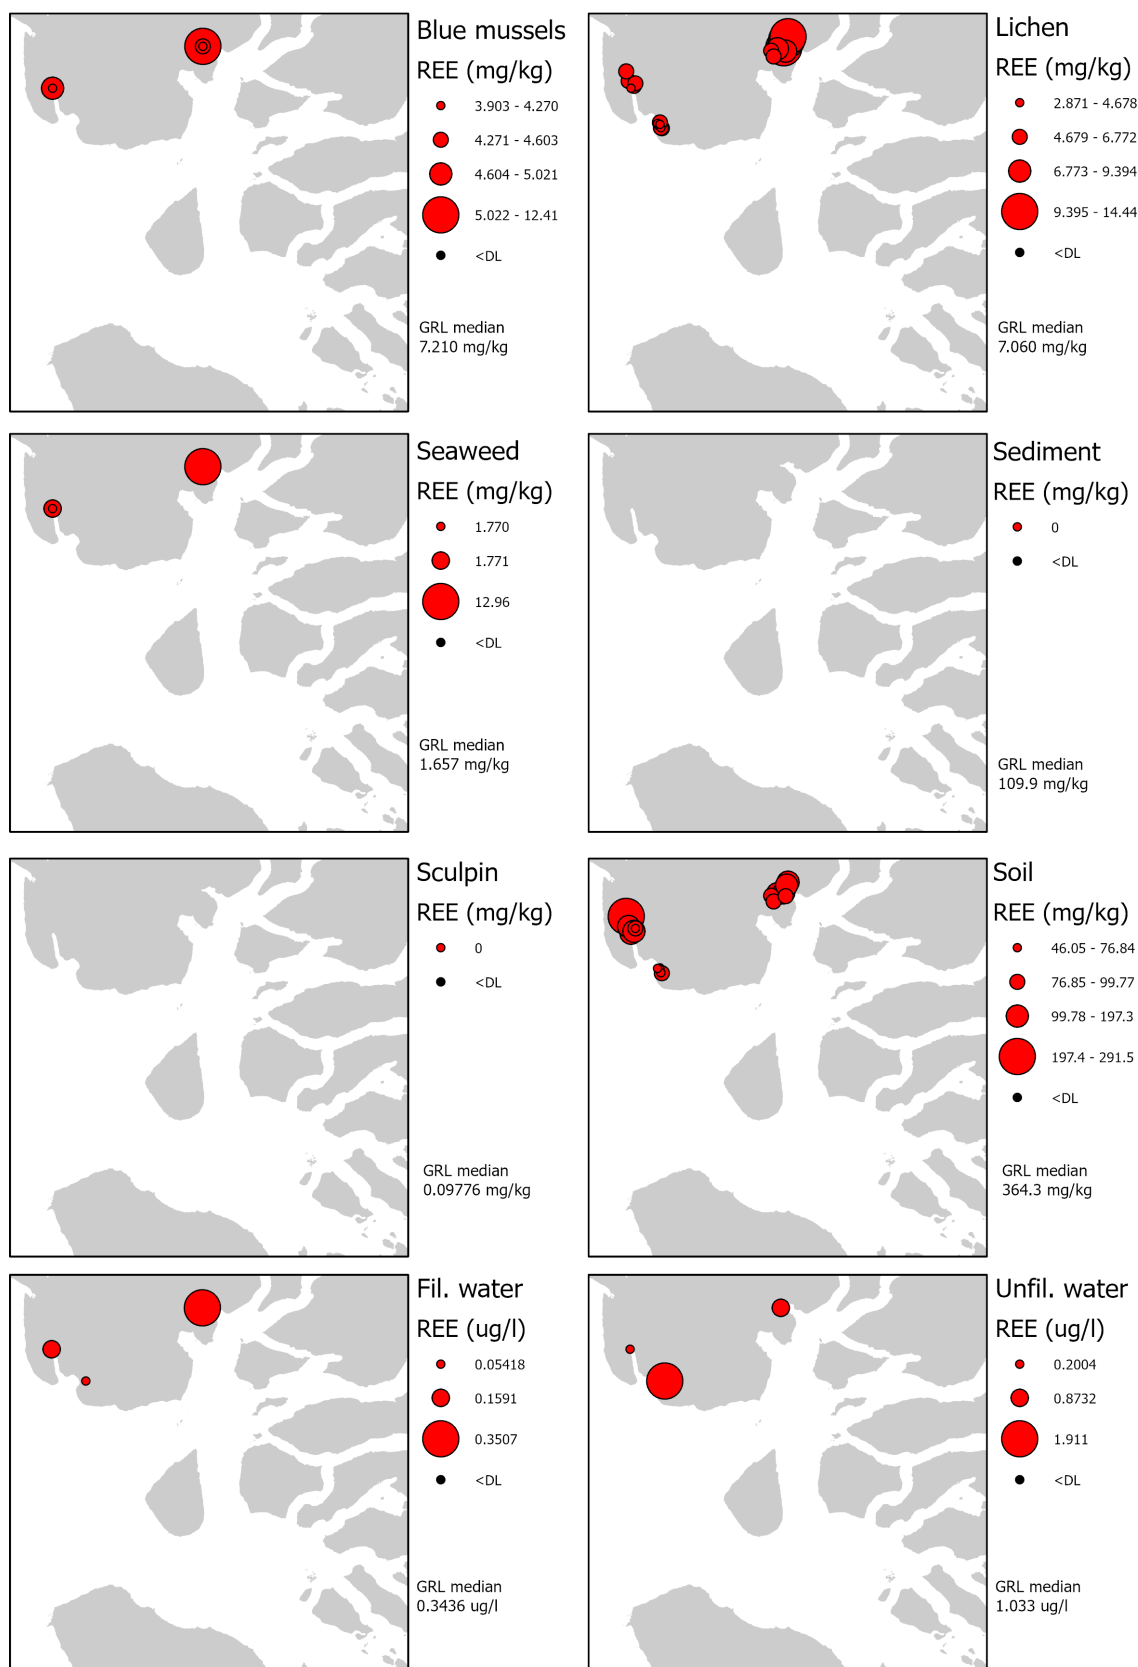 Blue mussels
REE (mg/kg)
3.903 - 4.270
4.271 - 4.603
4.604 - 5.021
5.022 - 12.41
<DL
GRL median
7.210 mg/kg
Lichen
REE (mg/kg)
2.871 - 4.678
4.679 - 6.772
6.773 - 9.394
9.395 - 14.44
<DL
GRL median
7.060 mg/kg
Seaweed
REE (mg/kg)
1.770
1.771
12.96
<DL
GRL median
1.657 mg/kg
Sediment
REE (mg/kg)
0
<DL
GRL median
109.9 mg/kg
Sculpin
REE (mg/kg)
0
<DL
GRL median
0.09776 mg/kg
Soil
REE (mg/kg)
46.05 - 76.84
76.85 - 99.77
99.78 - 197.3
197.4 - 291.5
<DL
GRL median
364.3 mg/kg
Fil. water
REE (ug/l)
0.05418
0.1591
0.3507
<DL
GRL median
0.3436 ug/l
Unfil. water
REE (ug/l)
0.2004
0.8732
1.911
<DL
GRL median
1.033 ug/l